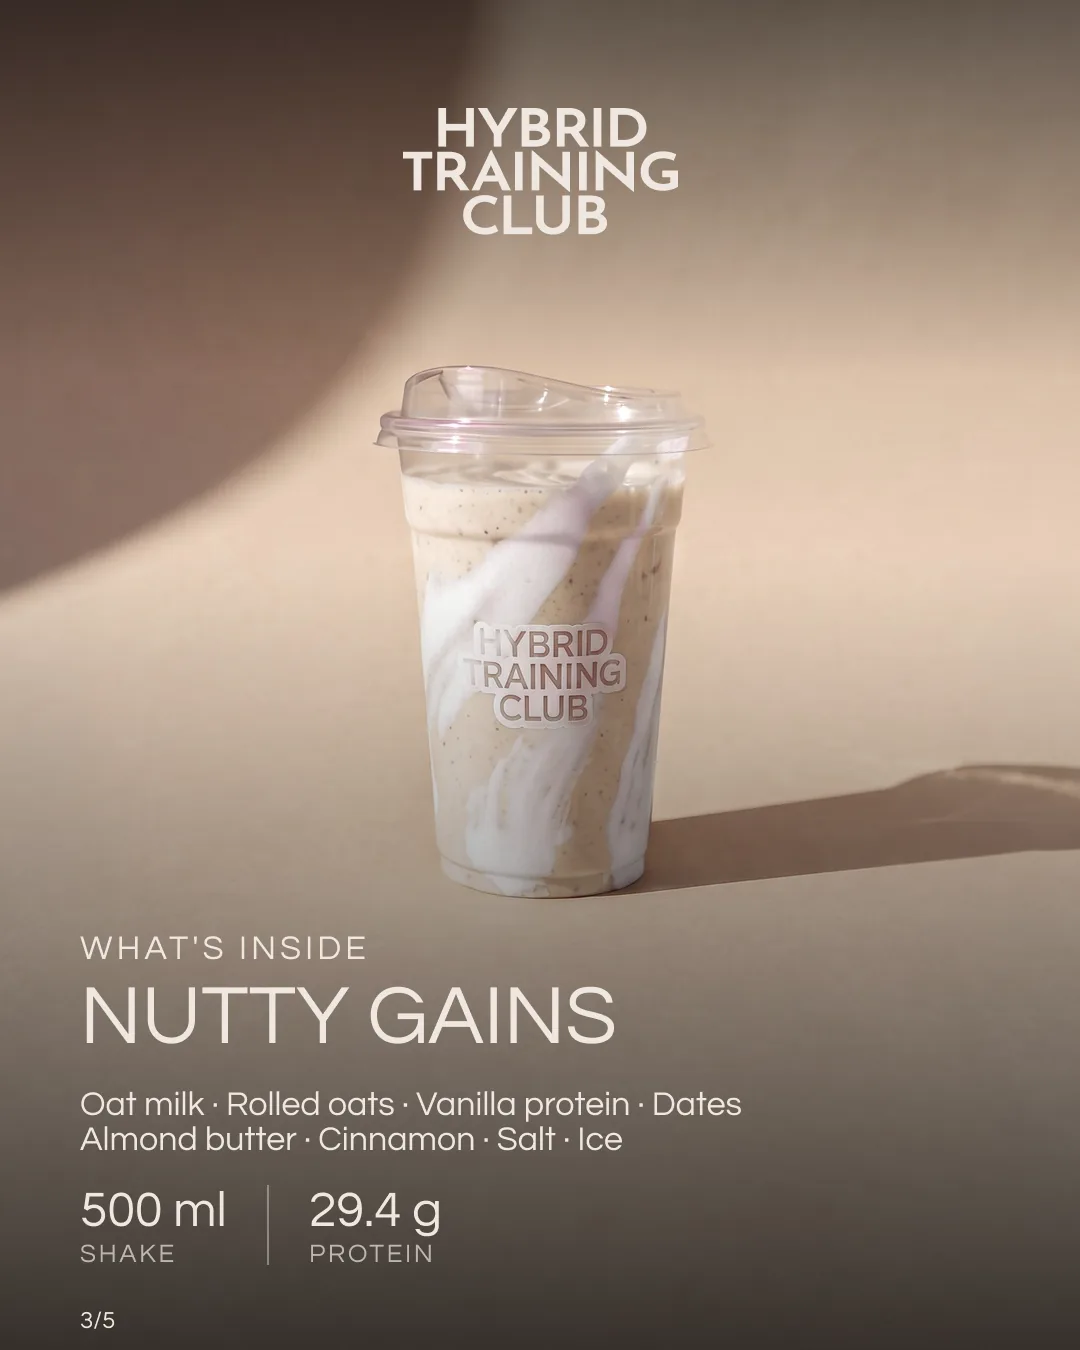 HYBRID
TRAINING
CLUB
HYBRID
TRAINING
CLUB
WHAT'S INSIDE
NUTTY GAINS
Oat milk · Rolled oats · Vanilla protein · Dates
Almond butter · Cinnamon · Salt · Ice
500 ml
SHAKE
29.4 g
PROTEIN
3/5